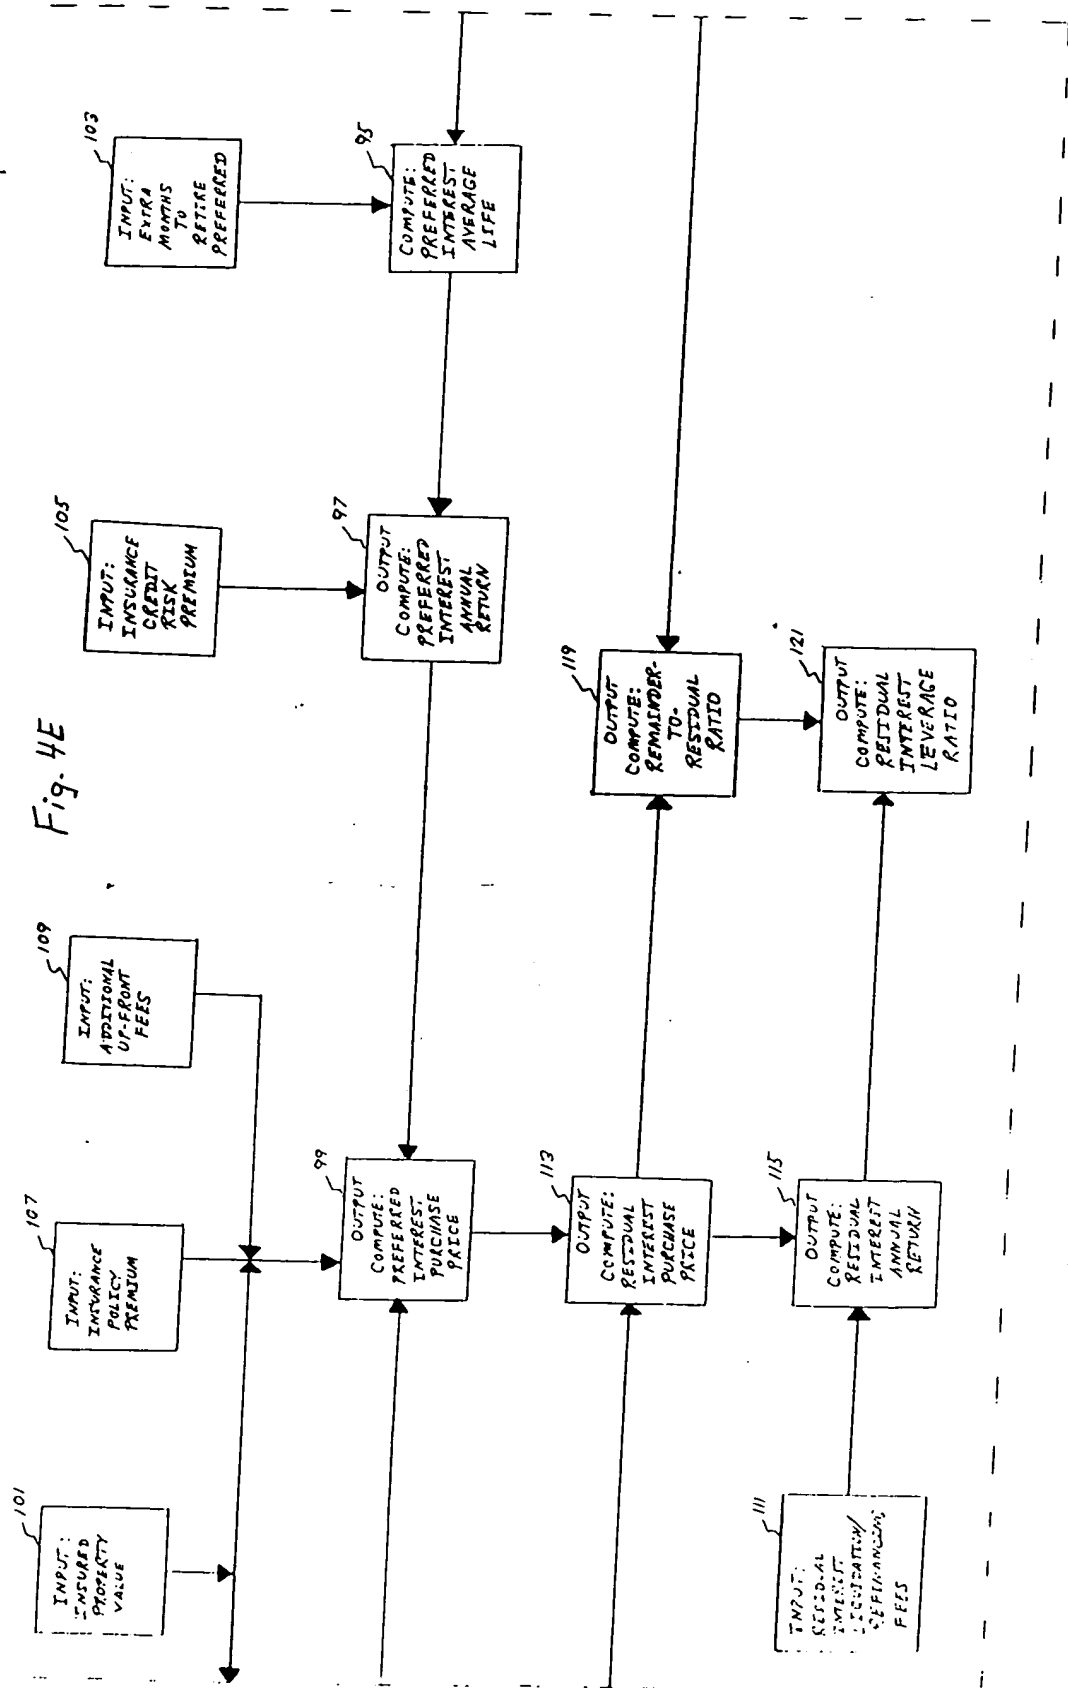 Fig. 4E
101
INPUT:
INSURED
PROPERTY
VALUE
107
INPUT:
INSURANCE
POLICY
PREMIUM
109
INPUT:
ADDITIONAL
UP-FRONT
FEES
105
INPUT:
INSURANCE
CREDIT
RISK
PREMIUM
103
INPUT:
EXTRA
MONTHS
TO
RETIRE
PREFERRED
99
OUTPUT
COMPUTE:
PREFERRED
INTEREST
PURCHASE
PRICE
97
OUTPUT
COMPUTE:
PREFERRED
INTEREST
ANNUAL
RETURN
95
COMPUTE:
PREFERRED
INTEREST
AVERAGE
LIFE
113
OUTPUT
COMPUTE:
RESIDUAL
INTEREST
PURCHASE
PRICE
119
OUTPUT
COMPUTE:
REMAINDER-
TO-
RESIDUAL
RATIO
111
INPUT:
RESIDUAL
INTEREST
LIQUIDATION/
REFINANCING
FEES
115
OUTPUT
COMPUTE:
RESIDUAL
INTEREST
ANNUAL
RETURN
121
OUTPUT
COMPUTE:
RESIDUAL
INTEREST
LEVERAGE
RATIO